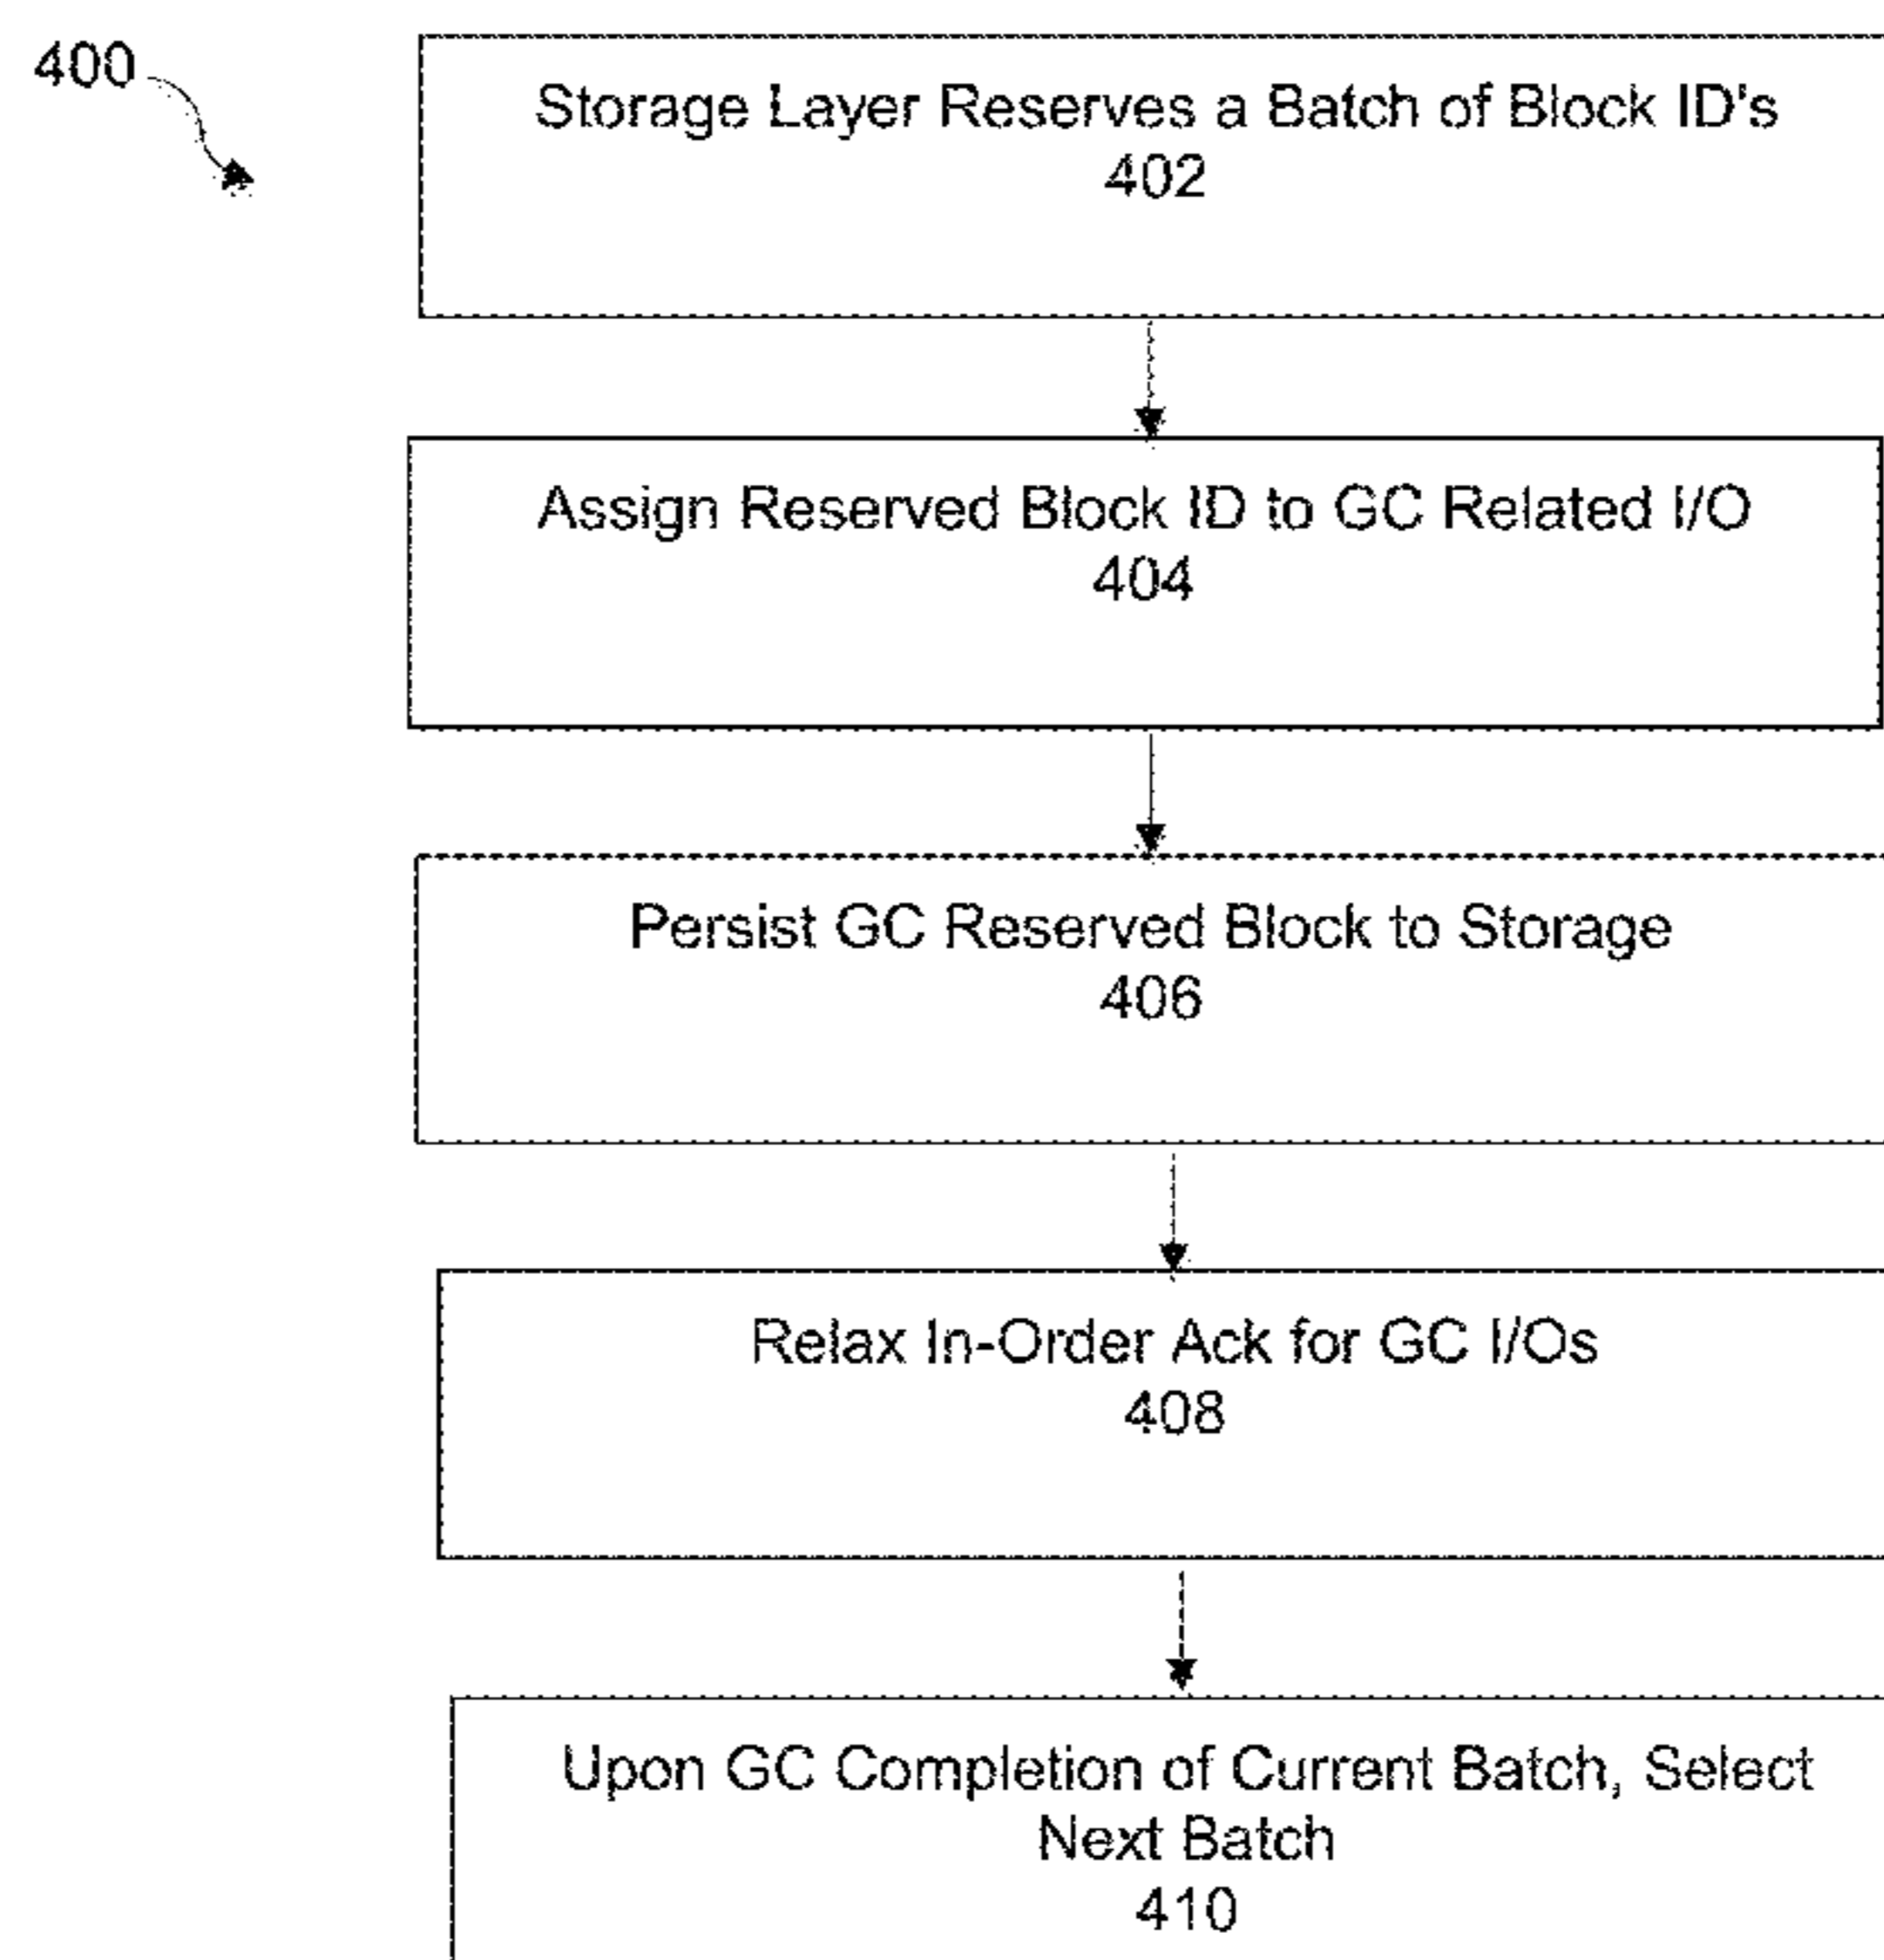 400
Storage Layer Reserves a Batch of Block ID's
402
Assign Reserved Block ID to GC Related I/O
404
Persist GC Reserved Block to Storage
406
Relax In-Order Ack for GC I/Os
408
Upon GC Completion of Current Batch, Select
Next Batch
410